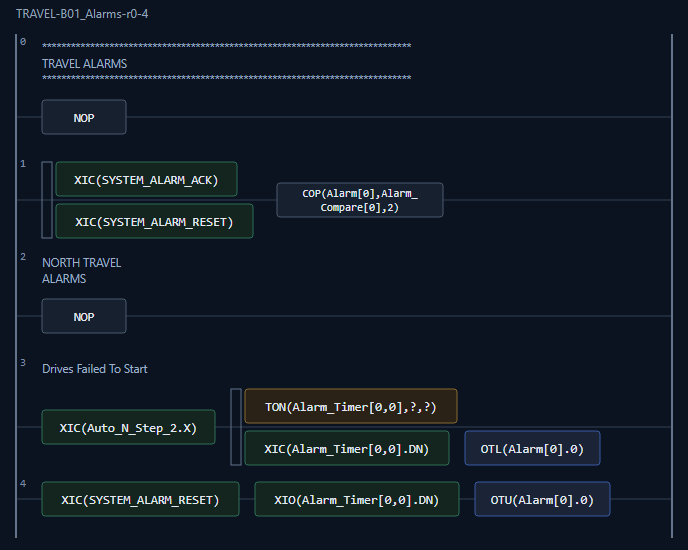 TRAVEL-B01_Alarms-r0-4
0
******************************************************************************
TRAVEL ALARMS
******************************************************************************
NOP
1
XIC(SYSTEM_ALARM_ACK)
XIC(SYSTEM_ALARM_RESET)
COP(Alarm[0],Alarm_
Compare[0],2)
2
NORTH TRAVEL
ALARMS
NOP
3
Drives Failed To Start
XIC(Auto_N_Step_2.X)
TON(Alarm_Timer[0,0],?,?)
XIC(Alarm_Timer[0,0].DN)
OTL(Alarm[0].0)
4
XIC(SYSTEM_ALARM_RESET)
XIO(Alarm_Timer[0,0].DN)
OTU(Alarm[0].0)